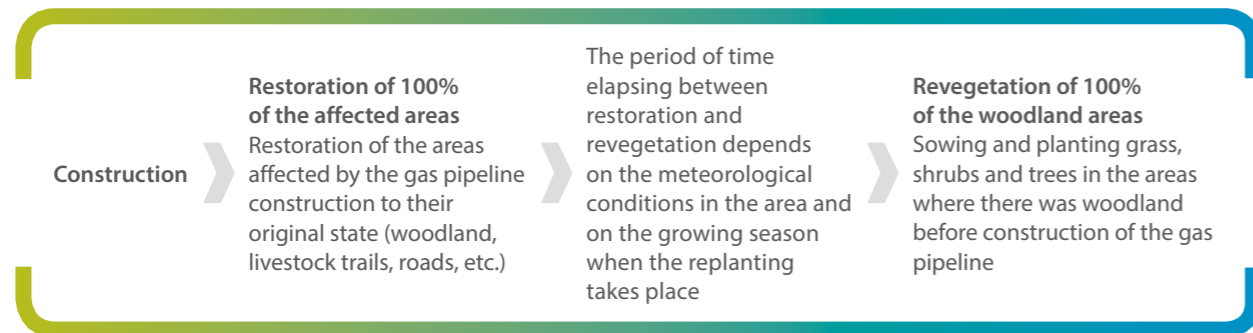 Construction
Restoration of 100%
of the affected areas
Restoration of the areas
affected by the gas pipeline
construction to their
original state (woodland,
livestock trails, roads, etc.)
The period of time
elapsing between
restoration and
revegetation depends
on the meteorological
conditions in the area and
on the growing season
when the replanting
takes place
Revegetation of 100%
of the woodland areas
Sowing and planting grass,
shrubs and trees in the areas
where there was woodland
before construction of the gas
pipeline